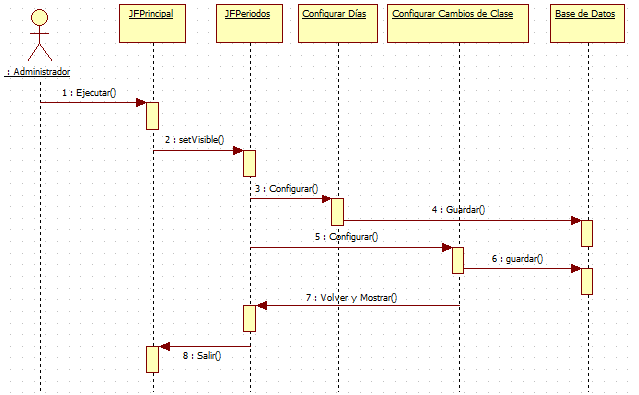 JFPrincipal
JFPeriodos
Configurar Días
Configurar Cambios de Clase
Base de Datos
: Administrador
1 : Ejecutar()
2 : setVisible()
3 : Configurar()
4 : Guardar()
5 : Configurar()
6 : guardar()
7 : Volver y Mostrar()
8 : Salir()